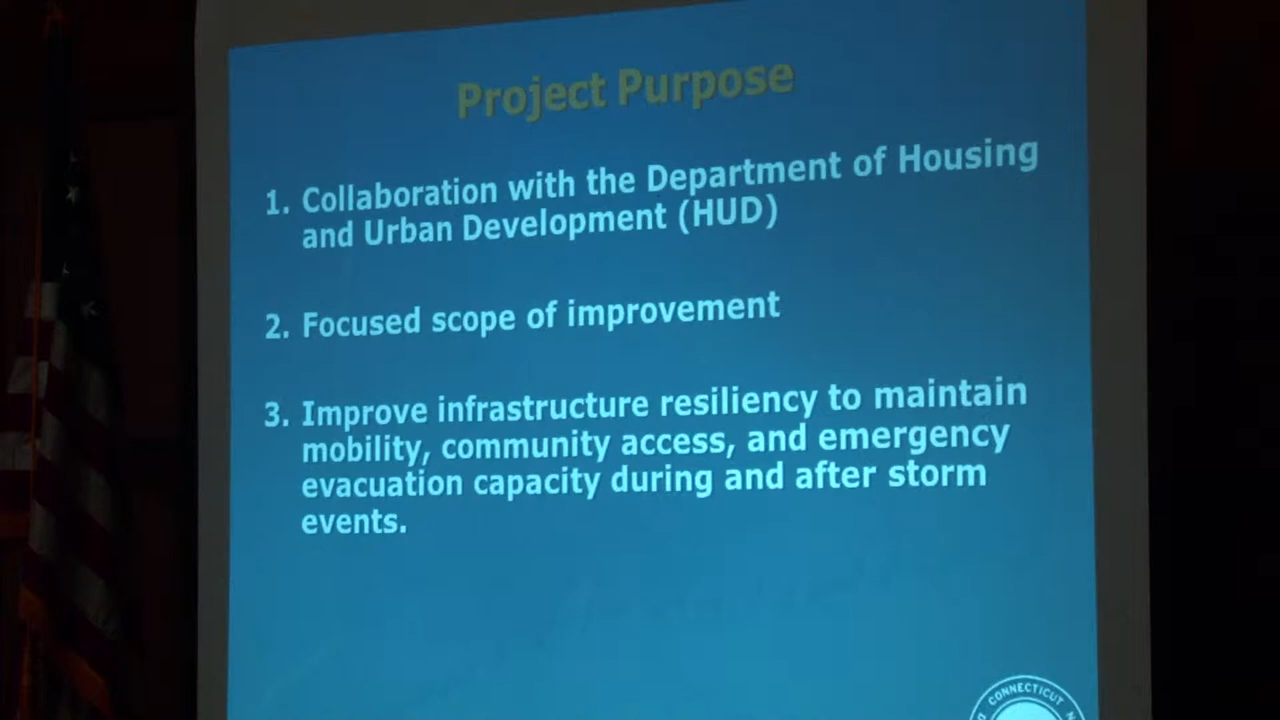 Project Purpose
1. Collaboration with the Department of Housing
and Urban Development (HUD)
2. Focused scope of improvement
3. Improve infrastructure resiliency to maintain
mobility, community access, and emergency
evacuation capacity during and after storm
events.
CONNECTICUT